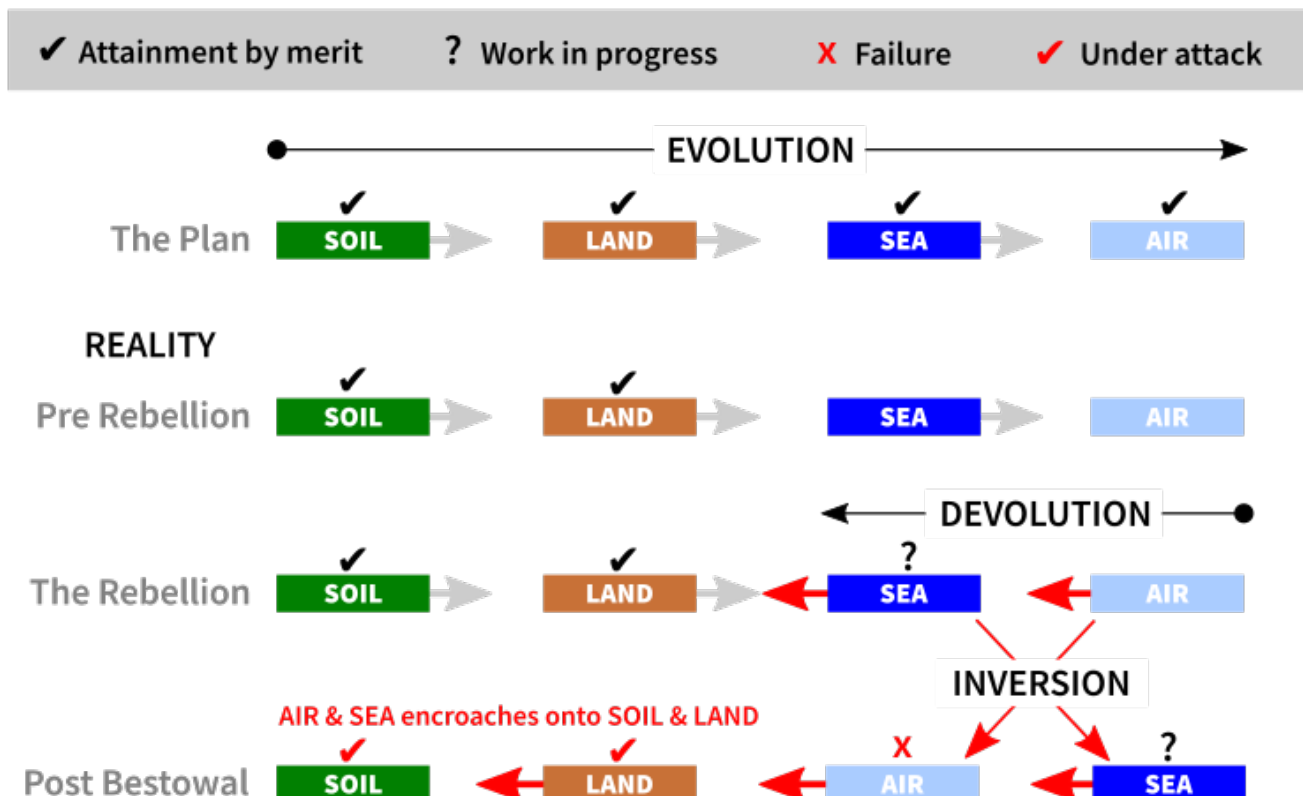 ✔ Attainment by merit ? Work in progress X Failure ✔ Under attack
EVOLUTION
✔ ✔ ✔ ✔
The Plan SOIL LAND SEA AIR
REALITY
✔ ✔
Pre Rebellion SOIL LAND SEA AIR
DEVOLUTION
✔ ✔ ?
The Rebellion SOIL LAND SEA AIR
INVERSION
AIR & SEA encroaches onto SOIL & LAND
✔ ✔ X ?
Post Bestowal SOIL LAND AIR SEA